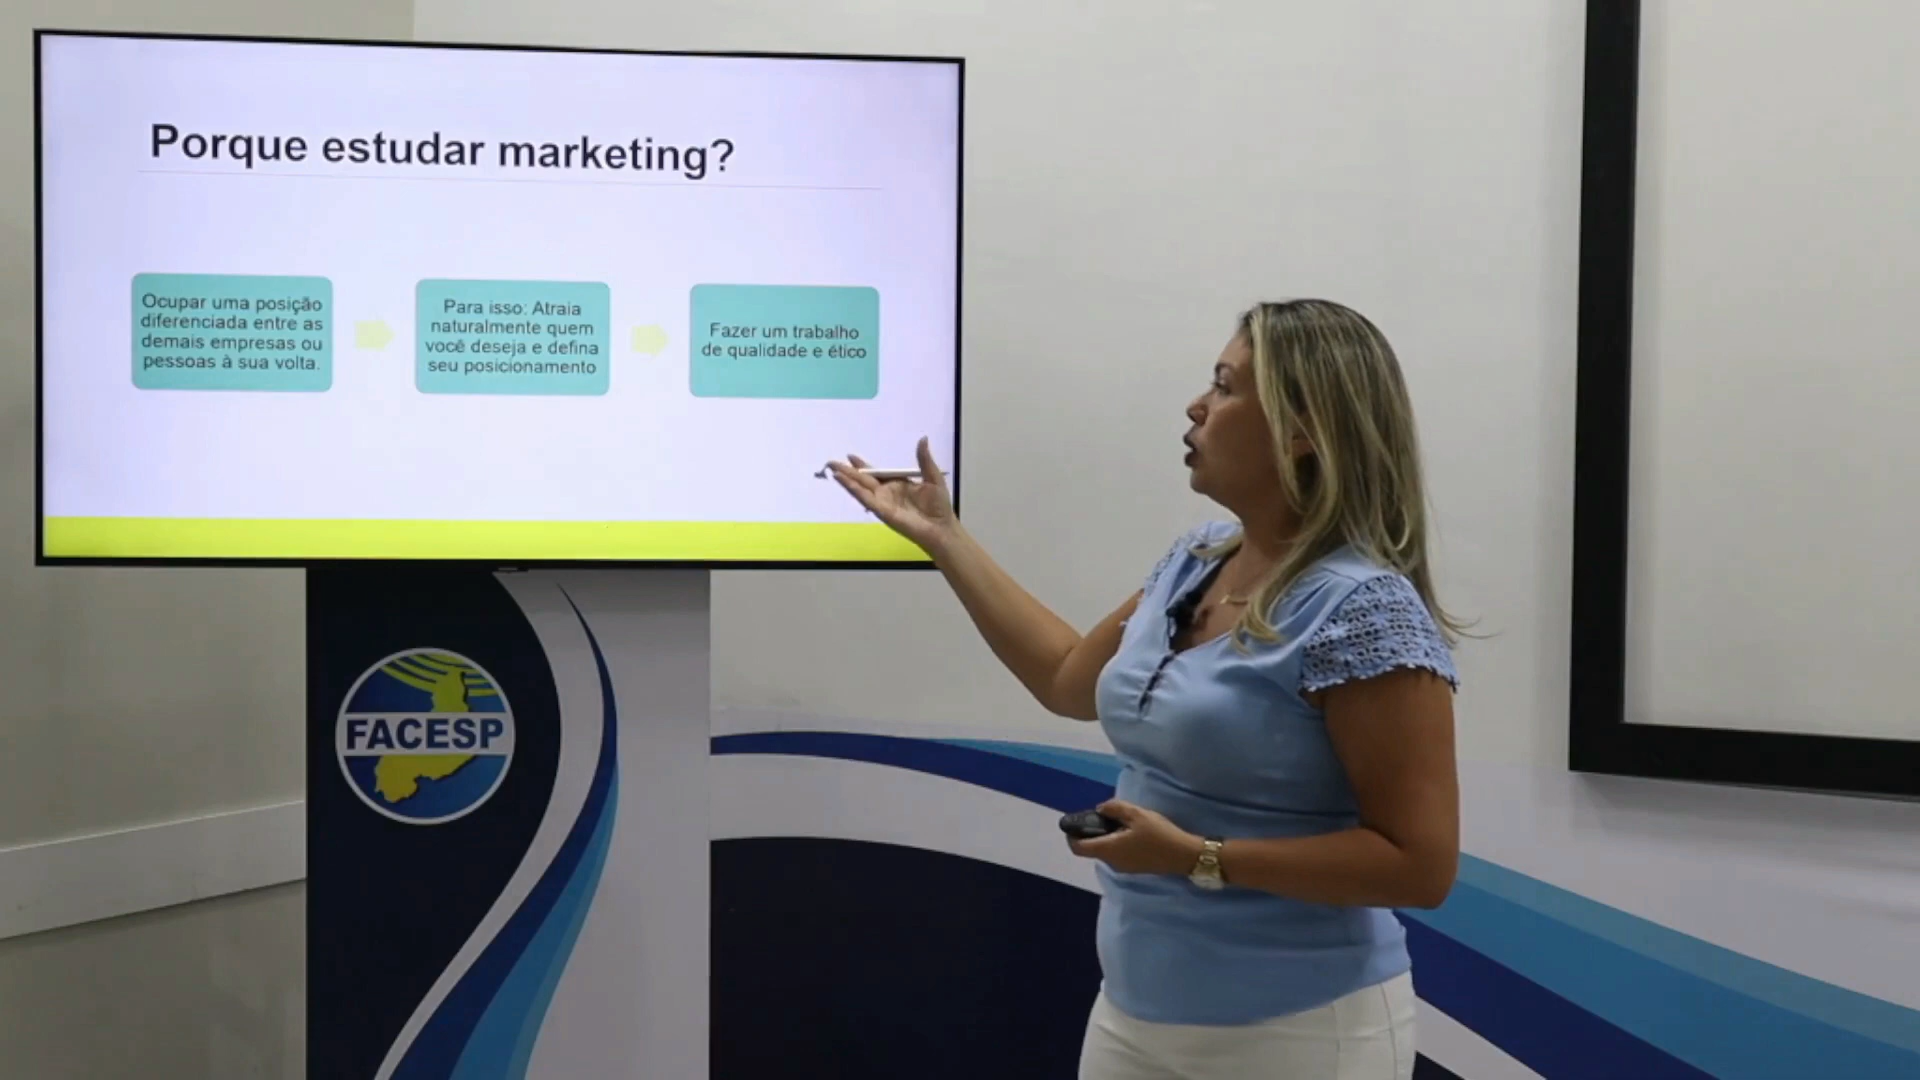 Porque estudar marketing?
Ocupar uma posição
diferenciada entre as
demais empresas ou
pessoas à sua volta.
Para isso: Atraia
naturalmente quem
você deseja e defina
seu posicionamento
Fazer um trabalho
de qualidade e ético
FACESP